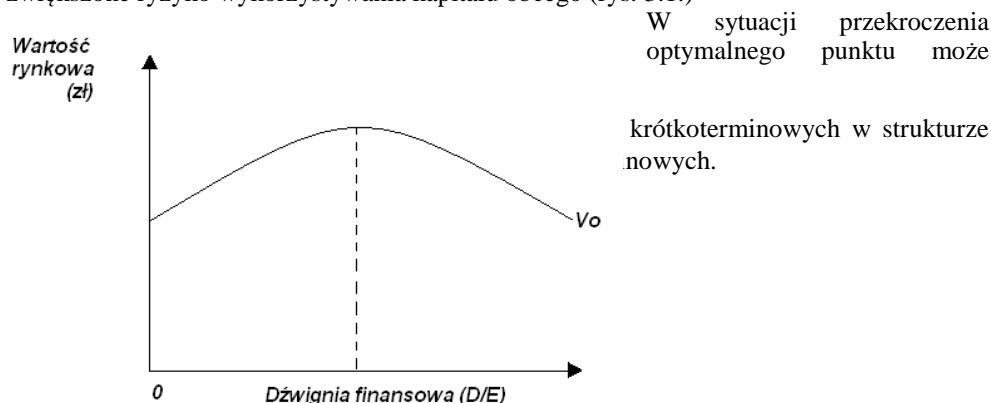 zwiększone ryzyko wykorzystywania kapitału obcego (rys. 3.1.)
W sytuacji przekroczenia
optymalnego punktu może
krótkoterminowych w strukturze
nowych.
Wartość
rynkowa
(zł)
Vo
0
Dźwignia finansowa (D/E)